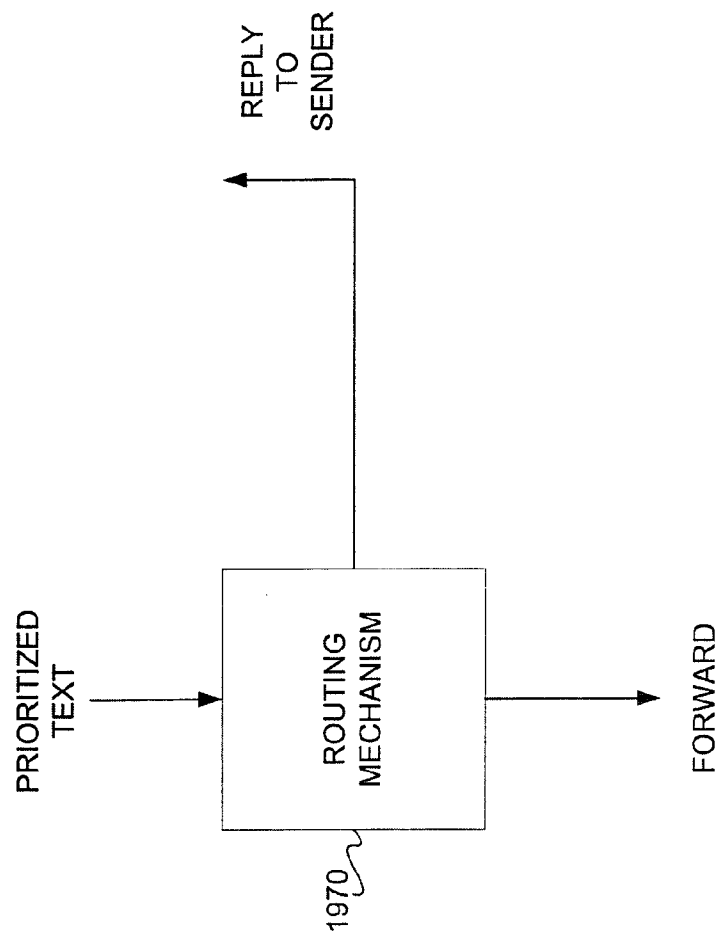 PRIORITIZED
TEXT
REPLY
TO
SENDER
1970
ROUTING
MECHANISM
FORWARD